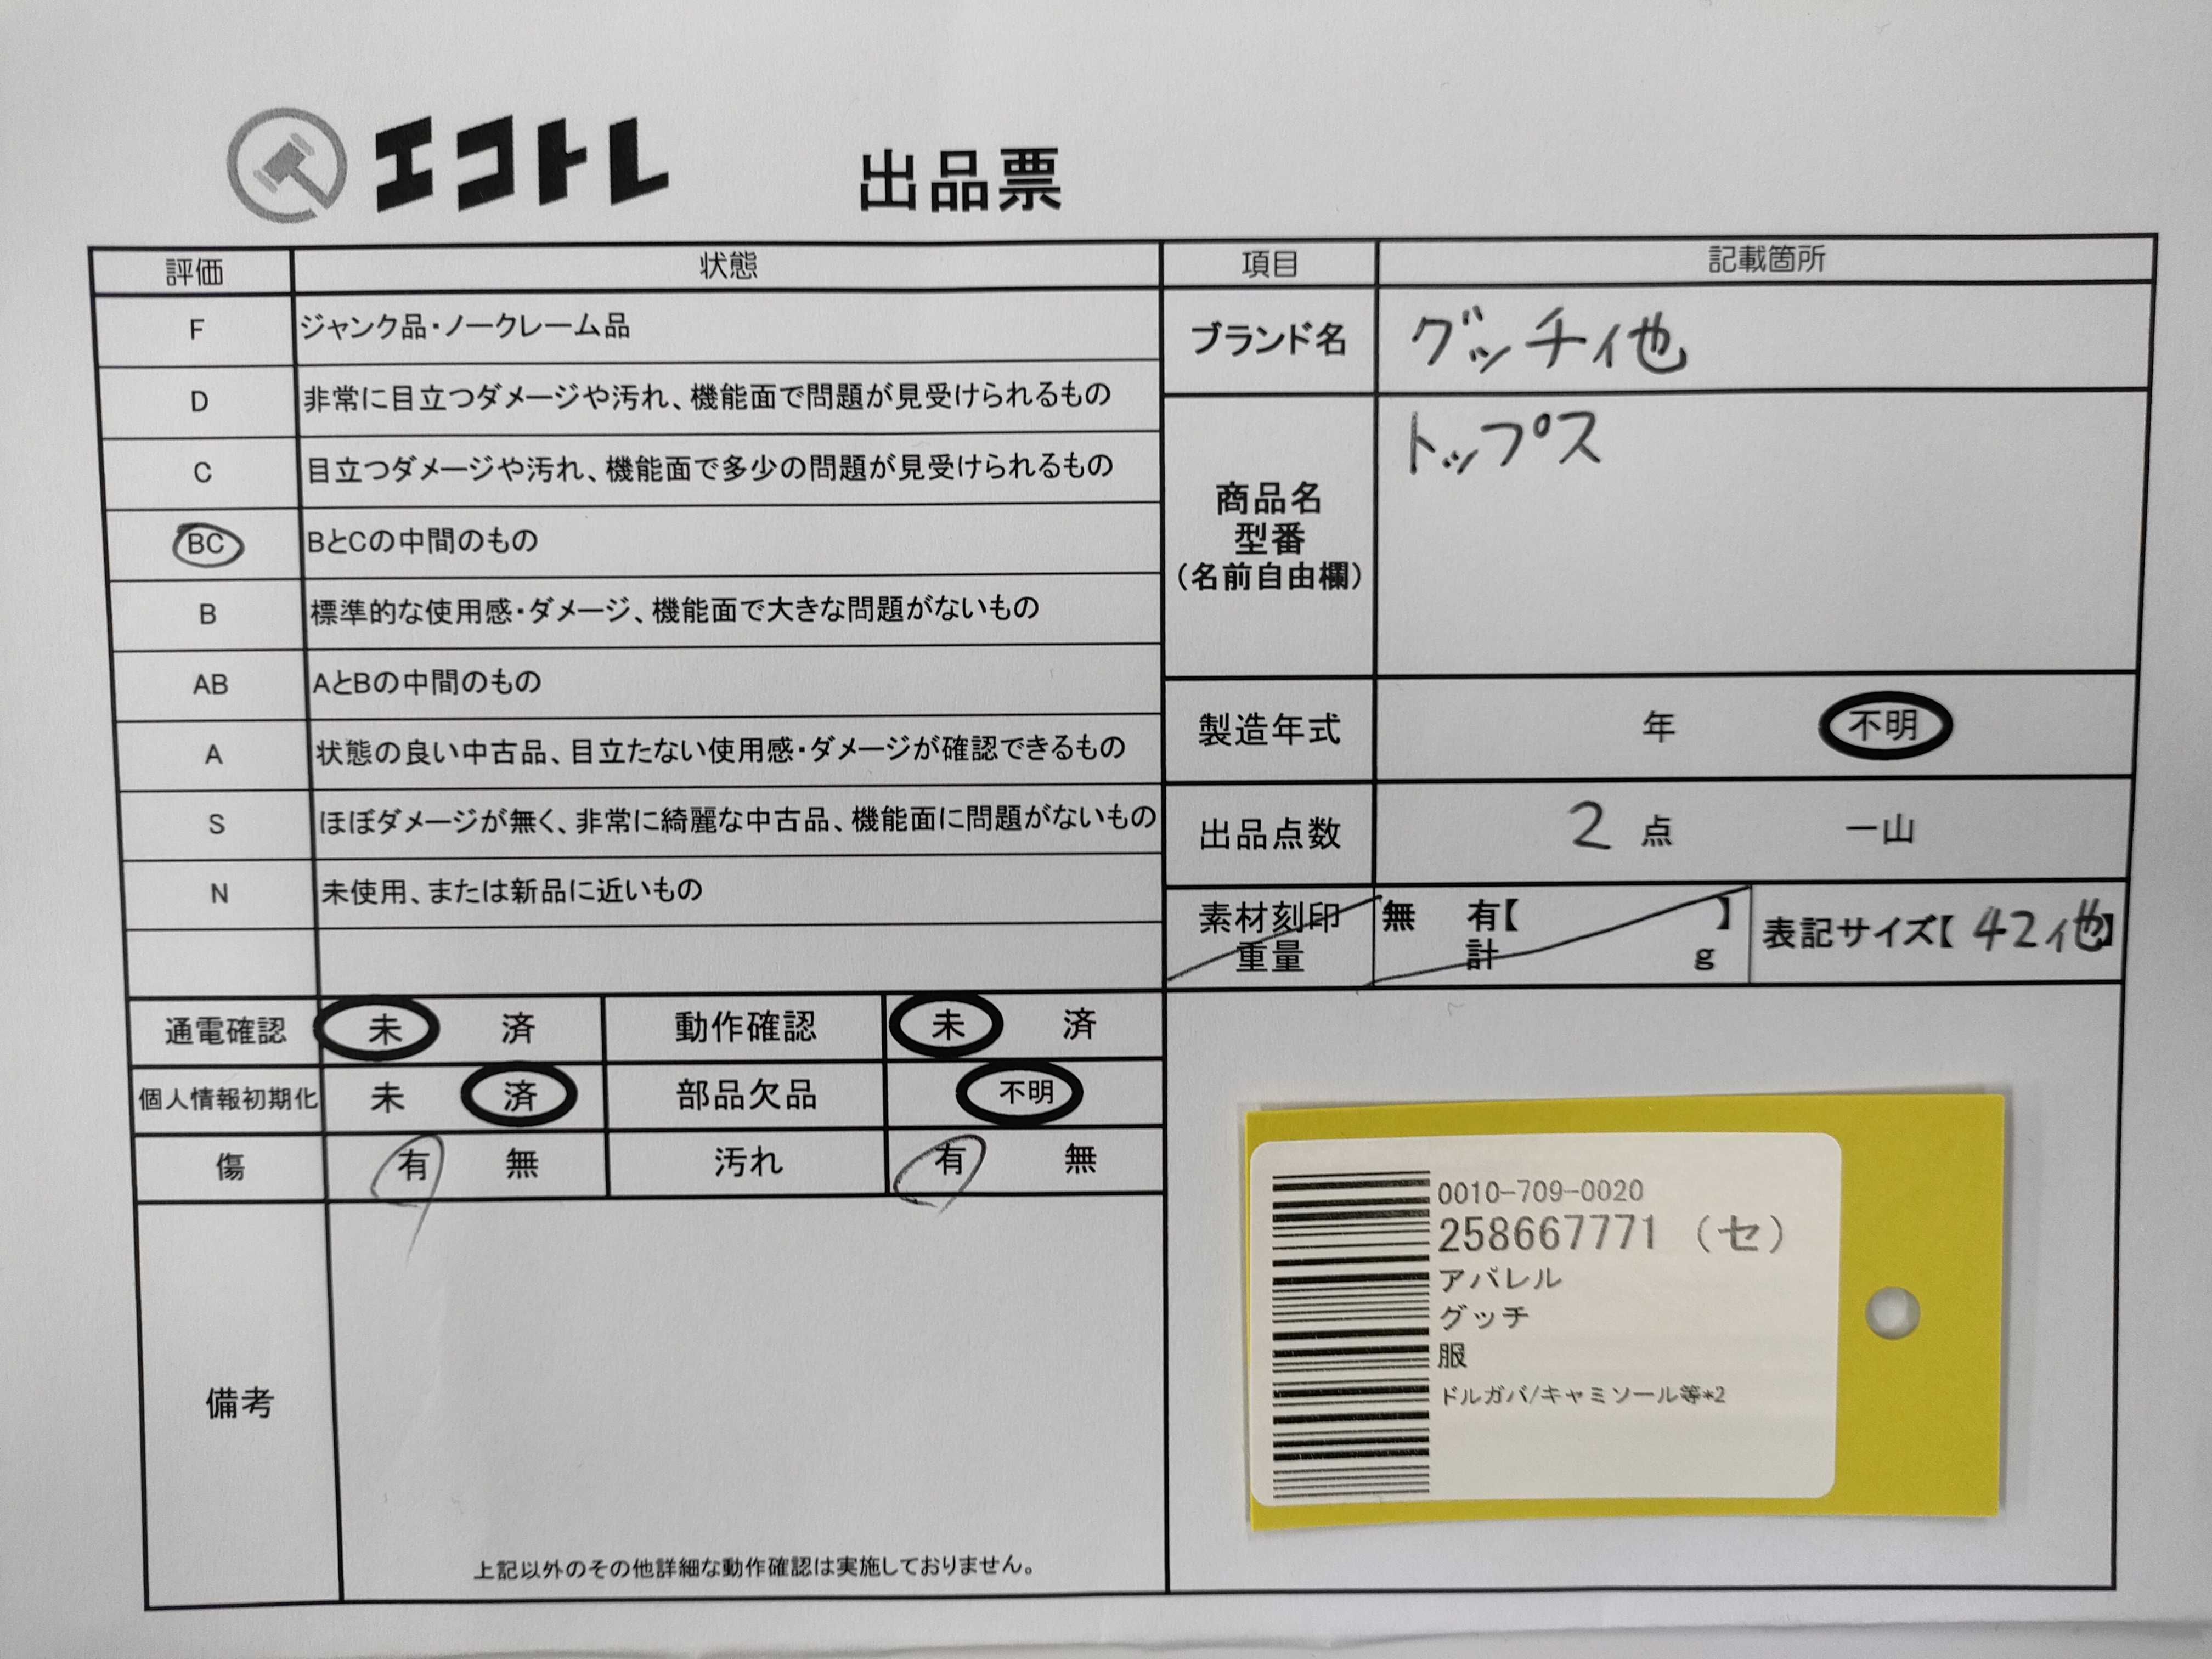 エコトレ 出品票
評価 状態
F ジャンク品・ノークレーム品
D 非常に目立つダメージや汚れ、機能面で問題が見受けられるもの
C 目立つダメージや汚れ、機能面で多少の問題が見受けられるもの
BC BとCの中間のもの
B 標準的な使用感・ダメージ、機能面で大きな問題がないもの
AB AとBの中間のもの
A 状態の良い中古品、目立たない使用感・ダメージが確認できるもの
S ほぼダメージが無く、非常に綺麗な中古品、機能面に問題がないもの
N 未使用、または新品に近いもの
項目 記載箇所
ブランド名 グッチ他
商品名
型番
（名前自由欄）
トップス
製造年式 年 不明
出品点数 2 点 一山
素材刻印 無 有【 】
重量 計 g
表記サイズ【 42他】
通電確認 未 済 動作確認 未 済
個人情報初期化 未 済 部品欠品 不明
傷 有 無 汚れ 有 無
備考
上記以外のその他詳細な動作確認は実施しておりません。
0010-709-0020
258667771 （セ）
アパレル
グッチ
服
ドルガバ/キャミソール等*2